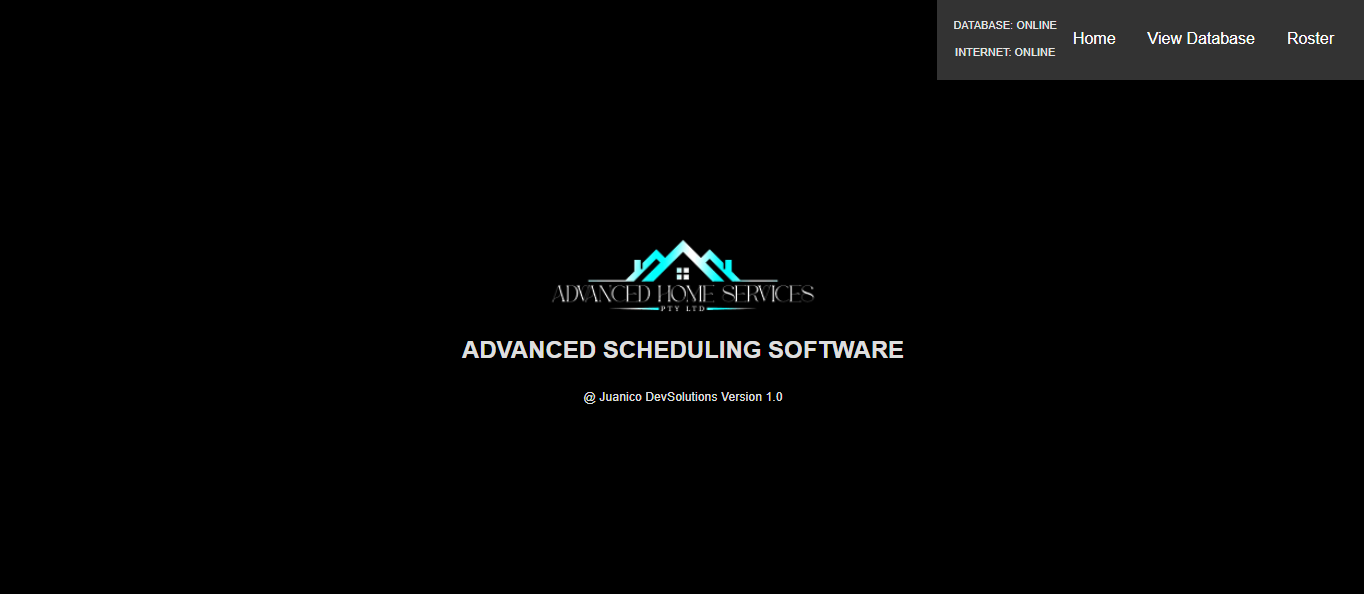 DATABASE: ONLINE
INTERNET: ONLINE
Home View Database Roster
ADVANCED HOME SERVICES
PTY LTD
ADVANCED SCHEDULING SOFTWARE
@ Juanico DevSolutions Version 1.0